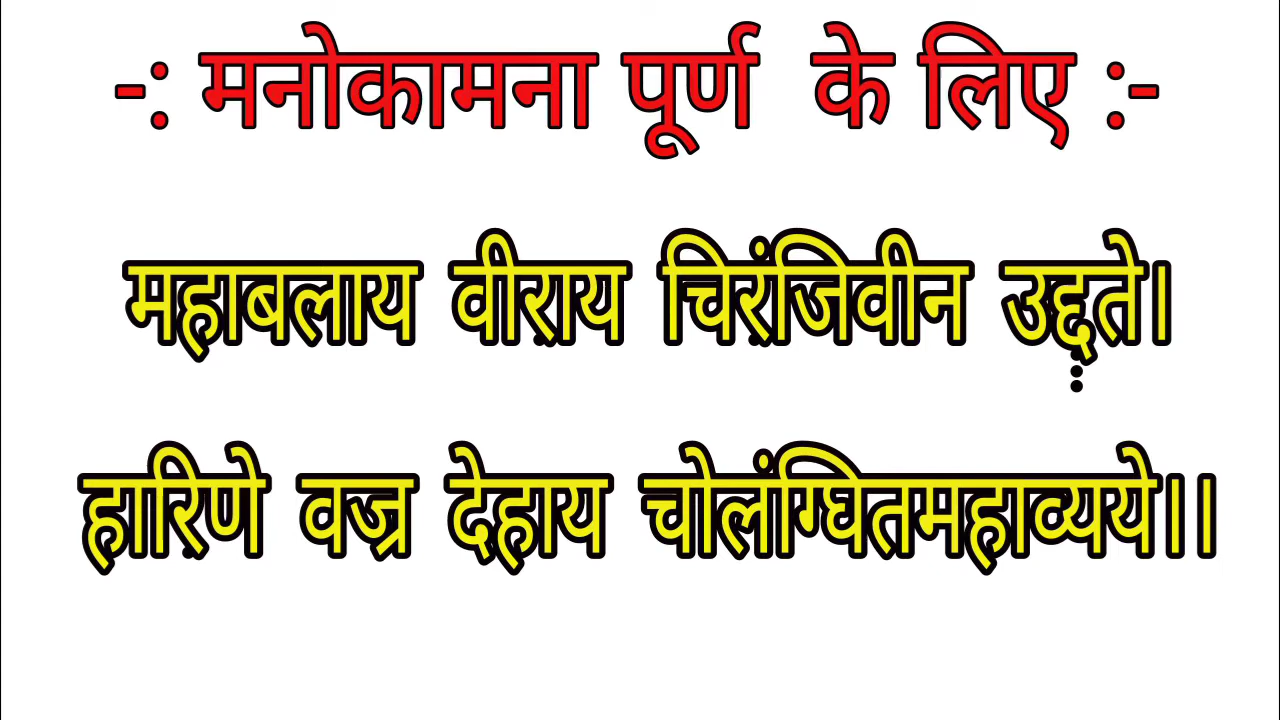 -: मनोकामना पूर्ण के लिए :-
महाबलाय वीराय चिरंजिवीन उद्दते।
हारिणे वज्र देहाय चोलंग्घितमहाव्यये।।